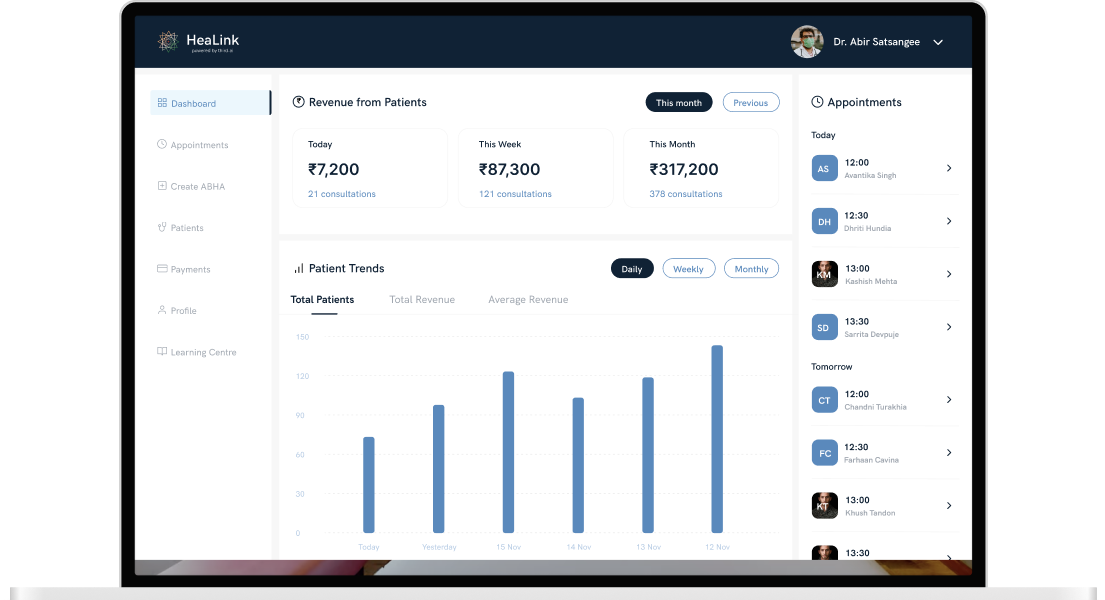 HeaLink
powered by Drist.ai
Dr. Abir Satsangee
Dashboard
Appointments
Create ABHA
Patients
Payments
Profile
Learning Centre
Revenue from Patients
This month
Previous
Today
₹7,200
21 consultations
This Week
₹87,300
121 consultations
This Month
₹317,200
378 consultations
Patient Trends
Daily
Weekly
Monthly
Total Patients
Total Revenue
Average Revenue
150
120
90
60
30
0
Today
Yesterday
15 Nov
14 Nov
13 Nov
12 Nov
Appointments
Today
AS
12:00
Avantika Singh
DH
12:30
Dhriti Hundia
KM
13:00
Kashish Mehta
SD
13:30
Sarrita Devpuje
Tomorrow
CT
12:00
Chandni Turakhia
FC
12:30
Farhaan Cavina
KT
13:00
Khush Tandon
13:30